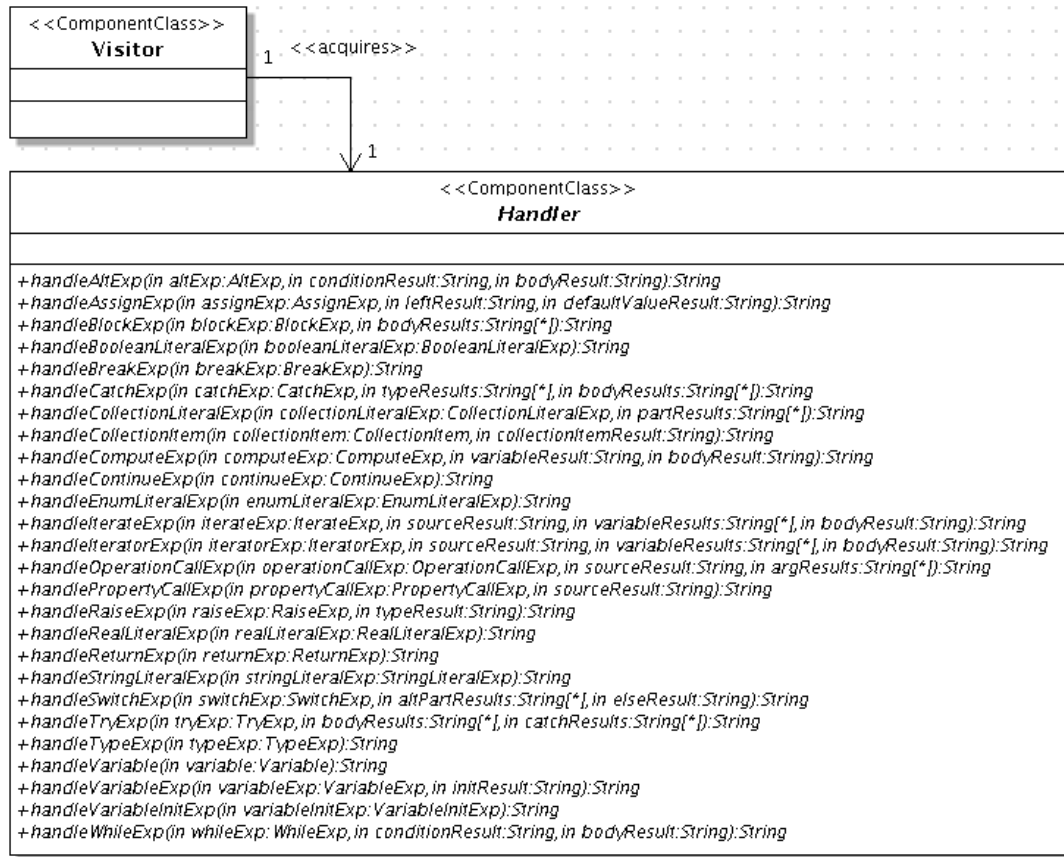 <<ComponentClass>>
Visitor
1 <<acquires>>
1
<<ComponentClass>>
Handler
+handleAltExp(in altExp:AltExp,in conditionResult:String,in bodyResult:String):String
+handleAssignExp(in assignExp:AssignExp,in leftResult:String,in defaultValueResult:String):String
+handleBlockExp(in blockExp:BlockExp,in bodyResults:String[*]):String
+handleBooleanLiteralExp(in booleanLiteralExp:BooleanLiteralExp):String
+handleBreakExp(in breakExp:BreakExp):String
+handleCatchExp(in catchExp:CatchExp,in typeResults:String[*],in bodyResults:String[*]):String
+handleCollectionLiteralExp(in collectionLiteralExp:CollectionLiteralExp,in partResults:String[*]):String
+handleCollectionItem(in collectionItem:CollectionItem,in collectionItemResult:String):String
+handleComputeExp(in computeExp:ComputeExp,in variableResult:String,in bodyResult:String):String
+handleContinueExp(in continueExp:ContinueExp):String
+handleEnumLiteralExp(in enumLiteralExp:EnumLiteralExp):String
+handleIterateExp(in iterateExp:IterateExp,in sourceResult:String,in variableResults:String[*],in bodyResult:String):String
+handleIteratorExp(in iteratorExp:IteratorExp,in sourceResult:String,in variableResults:String[*],in bodyResult:String):String
+handleOperationCallExp(in operationCallExp:OperationCallExp,in sourceResult:String,in argResults:String[*]):String
+handlePropertyCallExp(in propertyCallExp:PropertyCallExp,in sourceResult:String):String
+handleRaiseExp(in raiseExp:RaiseExp,in typeResult:String):String
+handleRealLiteralExp(in realLiteralExp:RealLiteralExp):String
+handleReturnExp(in returnExp:ReturnExp):String
+handleStringLiteralExp(in stringLiteralExp:StringLiteralExp):String
+handleSwitchExp(in switchExp:SwitchExp,in altPartResults:String[*],in elseResult:String):String
+handleTryExp(in tryExp:TryExp,in bodyResults:String[*],in catchResults:String[*]):String
+handleTypeExp(in typeExp:TypeExp):String
+handleVariable(in variable:Variable):String
+handleVariableExp(in variableExp:VariableExp,in initResult:String):String
+handleVariableInitExp(in variableInitExp:VariableInitExp):String
+handleWhileExp(in whileExp:WhileExp,in conditionResult:String,in bodyResult:String):String